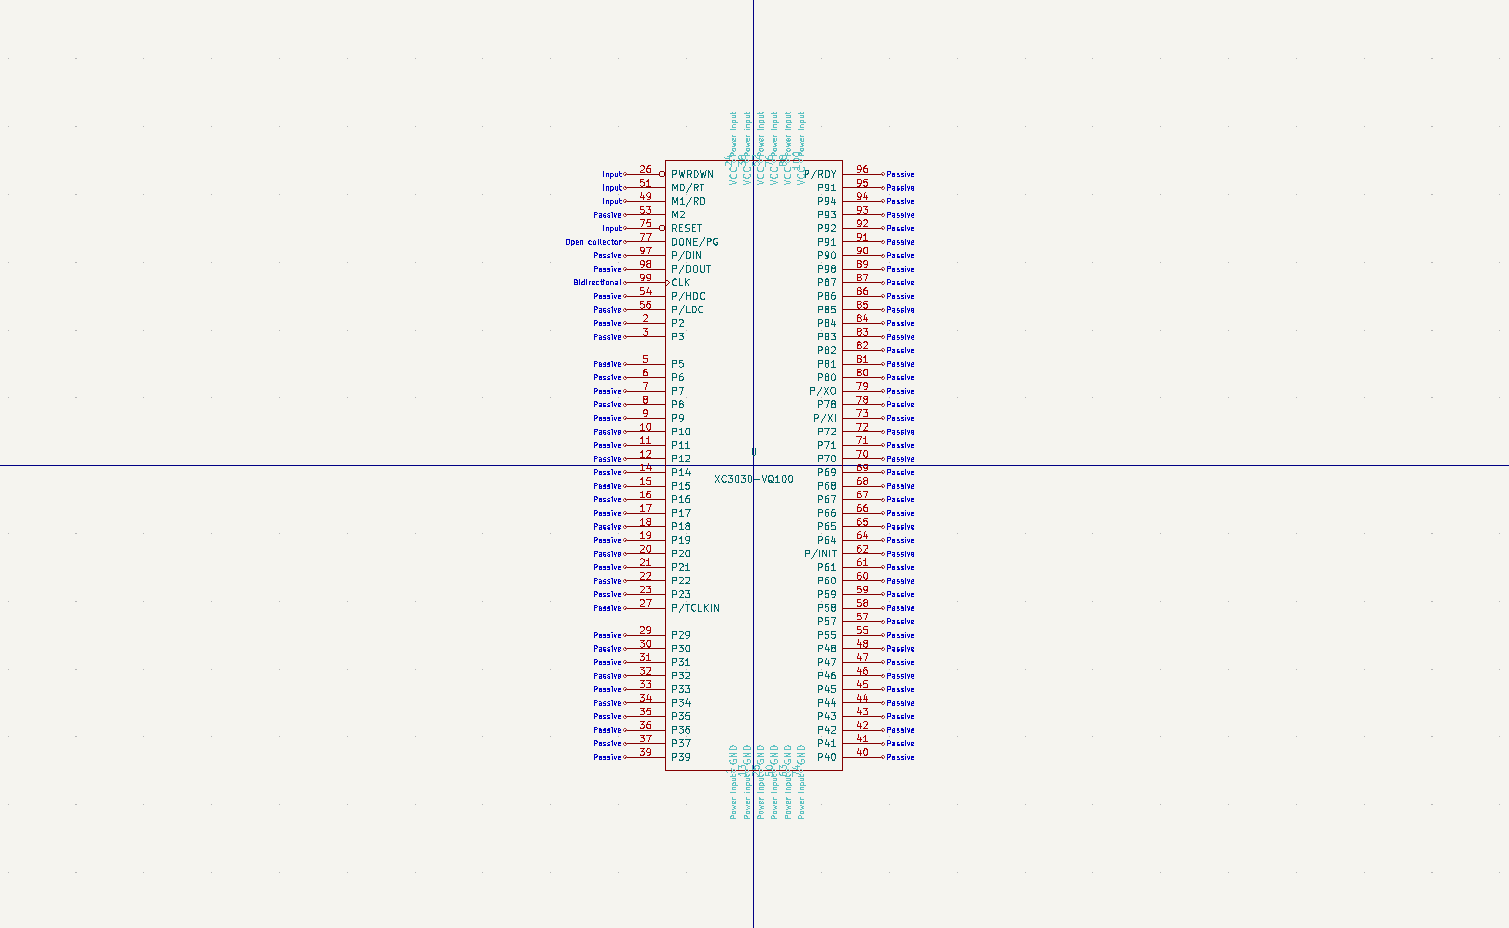 Power Input Power Input Power Input Power Input Power Input Power Input
VCC VCC VCC VCC VCC VCC
Input 26 PWRDWN P/RDY 96 Passive
Input 51 MD/RT P91 95 Passive
Input 49 M1/RD P94 94 Passive
Passive 53 M2 P93 93 Passive
Input 75 RESET P92 92 Passive
Open collector 77 DONE/PG P91 91 Passive
Passive 97 P/DIN P90 90 Passive
Passive 98 P/DOUT P98 89 Passive
Bidirectional 99 CLK P87 87 Passive
Passive 54 P/HDC P86 86 Passive
Passive 56 P/LDC P85 85 Passive
Passive 2 P2 P84 84 Passive
Passive 3 P3 P83 83 Passive
P82 82 Passive
Passive 5 P5 P81 81 Passive
Passive 6 P6 P80 80 Passive
Passive 7 P7 P/XO 79 Passive
Passive 8 P8 P78 78 Passive
Passive 9 P9 P/XI 73 Passive
Passive 10 P10 P72 72 Passive
Passive 11 P11 P71 71 Passive
U
Passive 12 P12 P70 70 Passive
Passive 14 P14 P69 69 Passive
XC3030-VQ100
Passive 15 P15 P68 68 Passive
Passive 16 P16 P67 67 Passive
Passive 17 P17 P66 66 Passive
Passive 18 P18 P65 65 Passive
Passive 19 P19 P64 64 Passive
Passive 20 P20 P/INIT 62 Passive
Passive 21 P21 P61 61 Passive
Passive 22 P22 P60 60 Passive
Passive 23 P23 P59 59 Passive
Passive 27 P/TCLKIN P58 58 Passive
P57 57 Passive
Passive 29 P29 P55 55 Passive
Passive 30 P30 P48 48 Passive
Passive 31 P31 P47 47 Passive
Passive 32 P32 P46 46 Passive
Passive 33 P33 P45 45 Passive
Passive 34 P34 P44 44 Passive
Passive 35 P35 P43 43 Passive
Passive 36 P36 P42 42 Passive
Passive 37 P37 P41 41 Passive
Passive 39 P39 P40 40 Passive
GND GND GND GND GND GND
Power Input Power Input Power Input Power Input Power Input Power Input